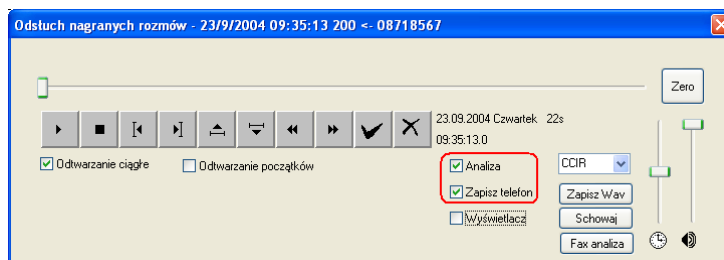 Odsłuch nagranych rozmów - 23/9/2004 09:35:13 200 <- 08718567
Zero
23.09.2004 Czwartek 22s
09:35:13.0
Odtwarzanie ciągłe
Odtwarzanie początków
Analiza
CCIR
Zapisz telefon
Zapisz Wav
Wyświetlacz
Schowaj
Fax analiza